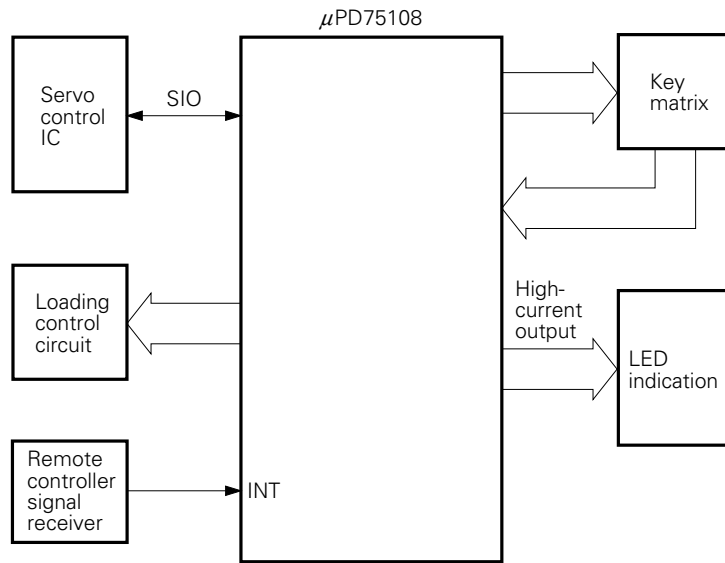 μPD75108
Servo
control
IC
SIO
Key
matrix
Loading
control
circuit
High-
current
output
LED
indication
Remote
controller
signal
receiver
INT